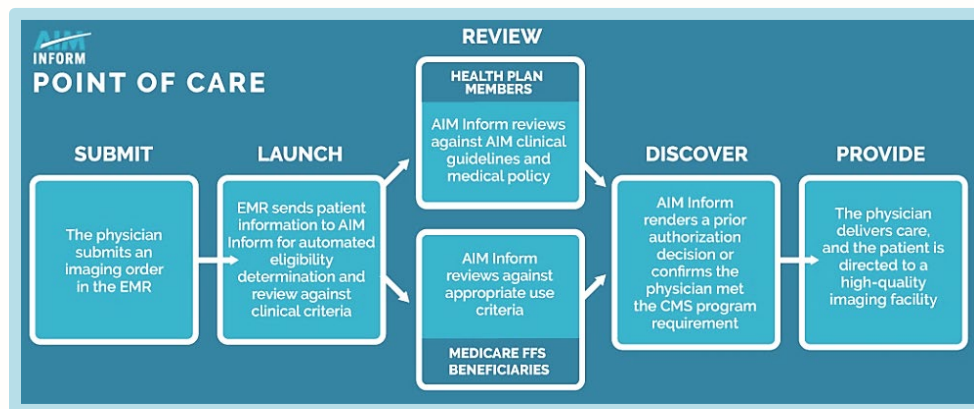 AIM
INFORM
POINT OF CARE
SUBMIT
The physician
submits an
imaging order
in the EMR
LAUNCH
EMR sends patient
information to AIM
Inform for automated
eligibility
determination and
review against
clinical criteria
REVIEW
HEALTH PLAN
MEMBERS
AIM Inform reviews
against AIM clinical
guidelines and
medical policy
AIM Inform
reviews against
appropriate use
criteria
MEDICARE FFS
BENEFICIARIES
DISCOVER
AIM Inform
renders a prior
authorization
decision or
confirms the
physician met
the CMS program
requirement
PROVIDE
The physician
delivers care,
and the patient is
directed to a
high-quality
imaging facility